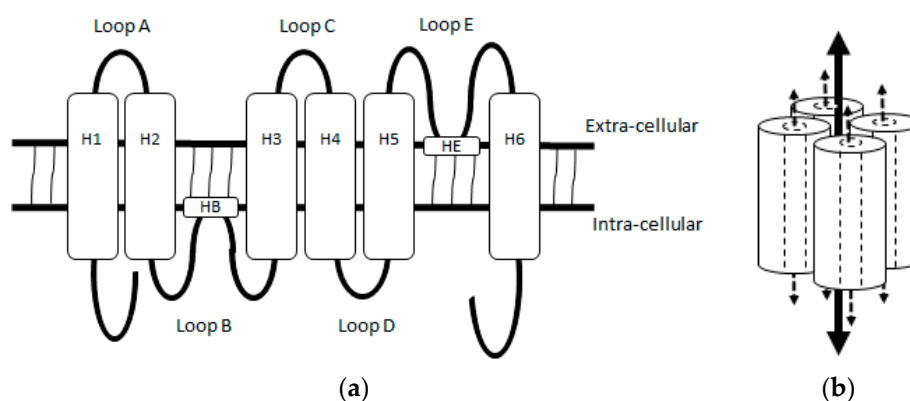 Loop A
Loop C
Loop E
H1
H2
H3
H4
H5
H6
HE
HB
Extra-cellular
Intra-cellular
Loop B
Loop D
(a)
(b)